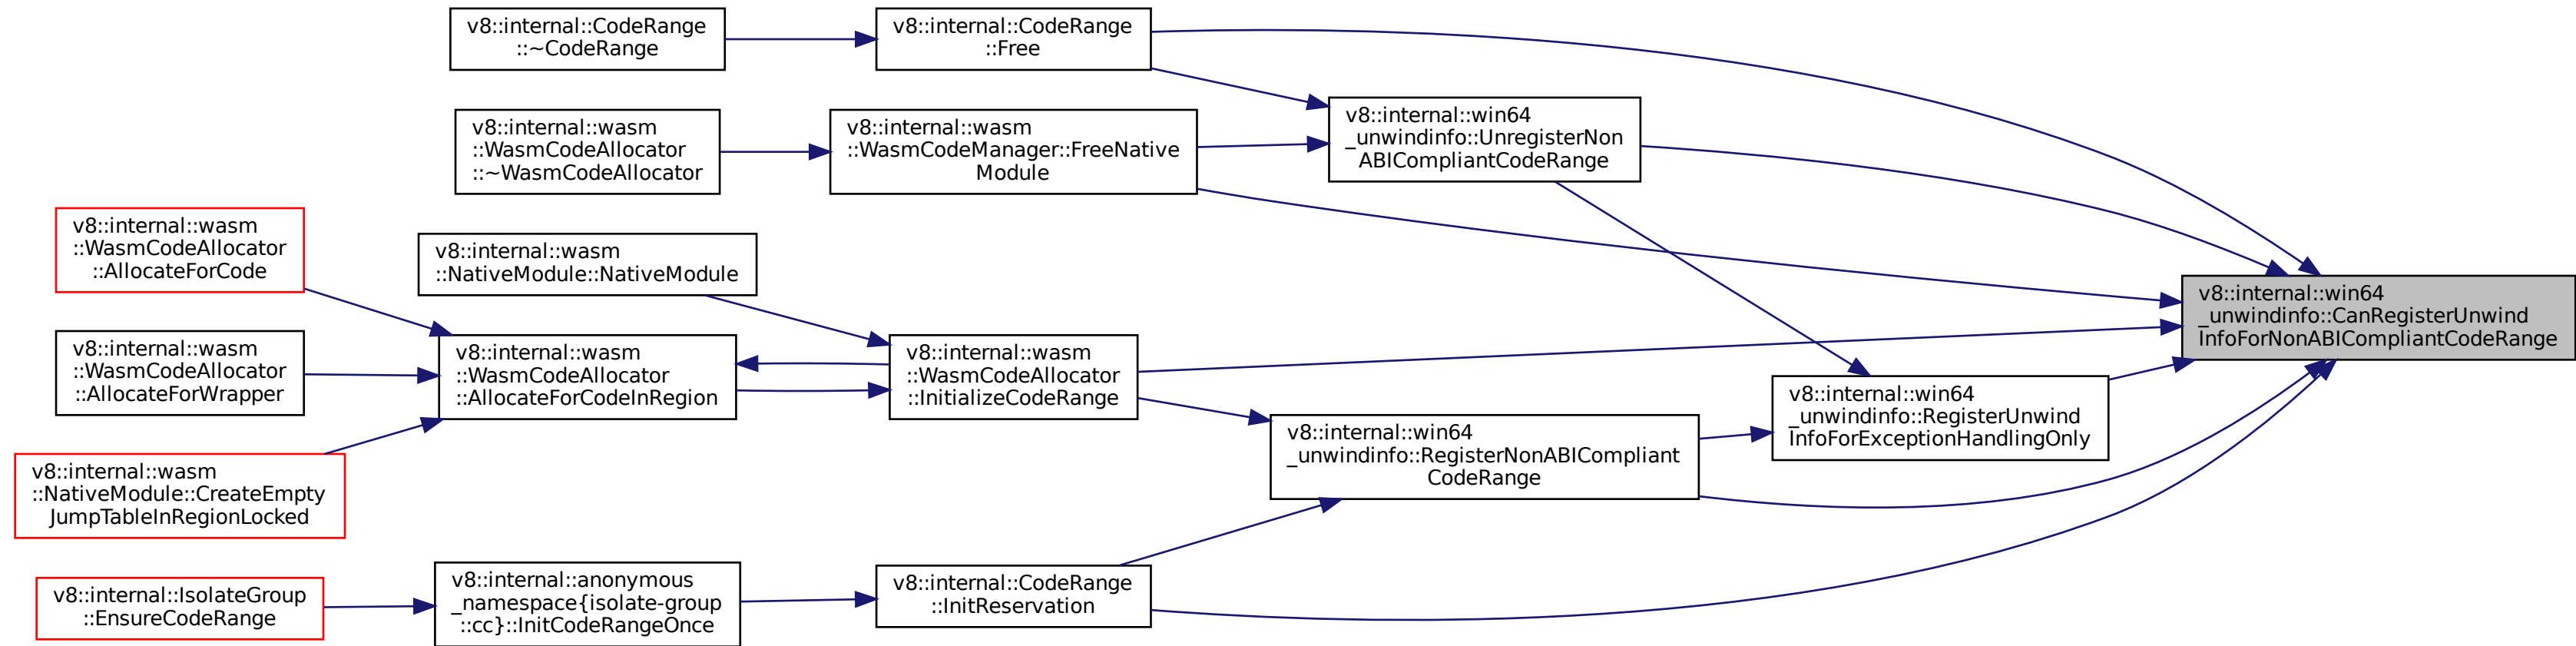 v8::internal::CodeRange
::~CodeRange
v8::internal::CodeRange
::Free
v8::internal::wasm
::WasmCodeAllocator
::~WasmCodeAllocator
v8::internal::wasm
::WasmCodeManager::FreeNative
Module
v8::internal::win64
_unwindinfo::UnregisterNon
ABICompliantCodeRange
v8::internal::wasm
::WasmCodeAllocator
::AllocateForCode
v8::internal::wasm
::NativeModule::NativeModule
v8::internal::win64
_unwindinfo::CanRegisterUnwind
InfoForNonABICompliantCodeRange
v8::internal::wasm
::WasmCodeAllocator
::AllocateForWrapper
v8::internal::wasm
::WasmCodeAllocator
::AllocateForCodeInRegion
v8::internal::wasm
::WasmCodeAllocator
::InitializeCodeRange
v8::internal::win64
_unwindinfo::RegisterUnwind
InfoForExceptionHandlingOnly
v8::internal::win64
_unwindinfo::RegisterNonABICompliant
CodeRange
v8::internal::wasm
::NativeModule::CreateEmpty
JumpTableInRegionLocked
v8::internal::IsolateGroup
::EnsureCodeRange
v8::internal::anonymous
_namespace{isolate-group
::cc}::InitCodeRangeOnce
v8::internal::CodeRange
::InitReservation